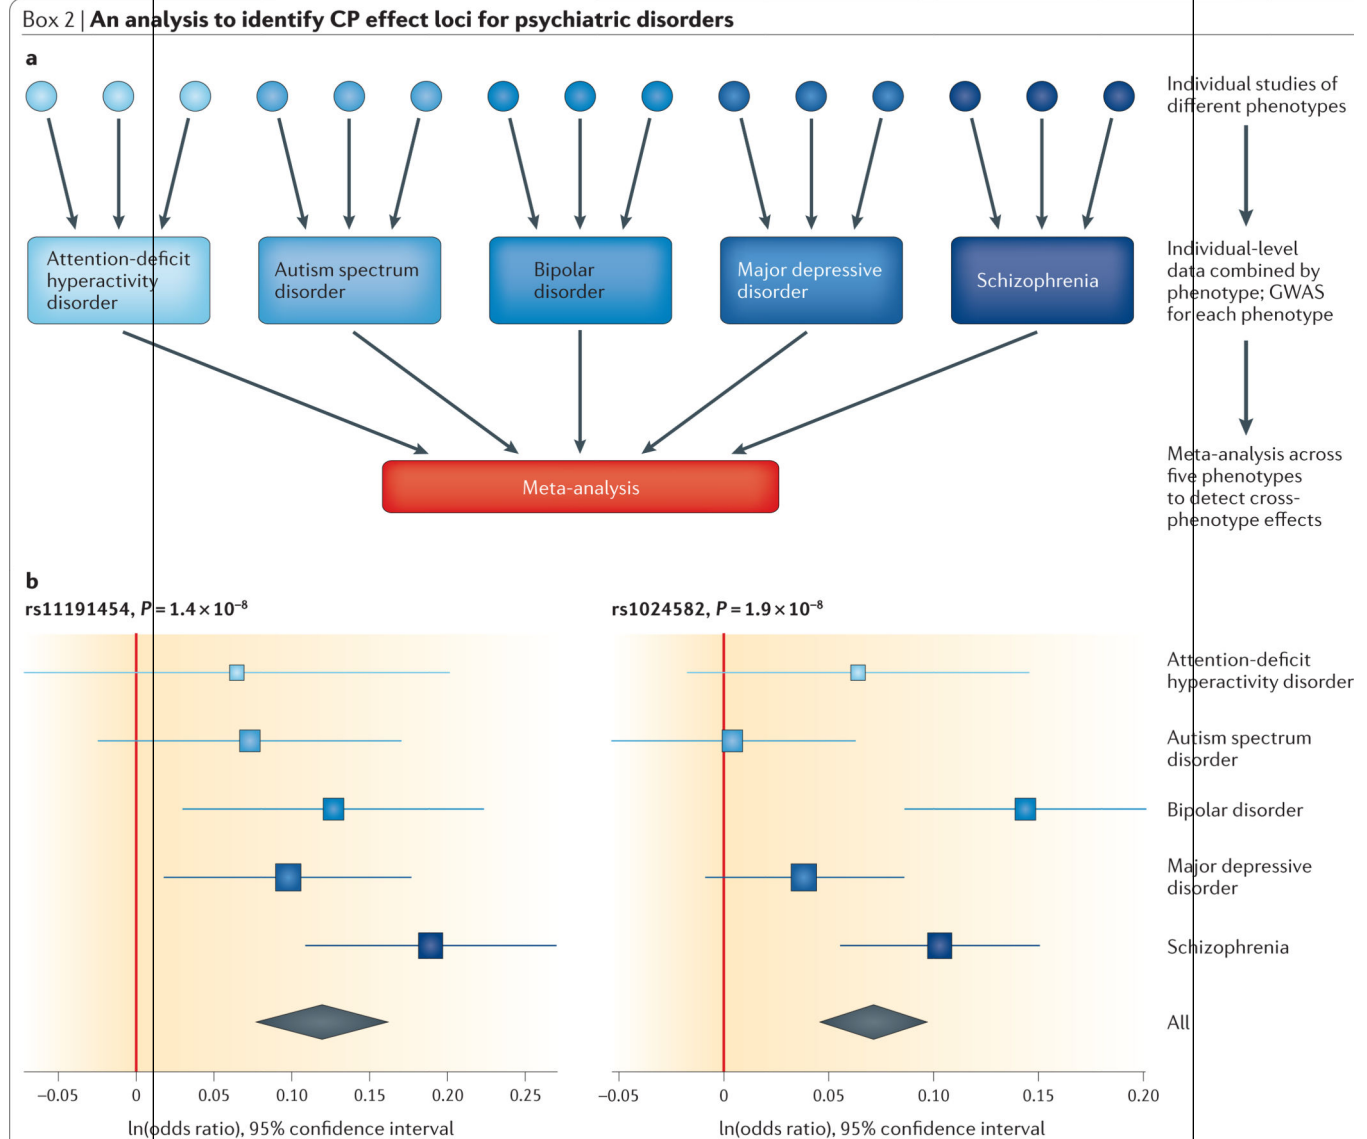 Box 2 | An analysis to identify CP effect loci for psychiatric disorders
a
Individual studies of
different phenotypes
Attention-deficit
hyperactivity
disorder
Autism spectrum
disorder
Bipolar
disorder
Major depressive
disorder
Schizophrenia
Individual-level
data combined by
phenotype; GWAS
for each phenotype
Meta-analysis
Meta-analysis across
five phenotypes
to detect cross-
phenotype effects
b
rs11191454, P = 1.4 × 10⁻⁸
rs1024582, P = 1.9 × 10⁻⁸
Attention-deficit
hyperactivity disorder
Autism spectrum
disorder
Bipolar disorder
Major depressive
disorder
Schizophrenia
All
–0.05 0 0.05 0.10 0.15 0.20 0.25
–0.05 0 0.05 0.10 0.15 0.20
ln(odds ratio), 95% confidence interval
ln(odds ratio), 95% confidence interval